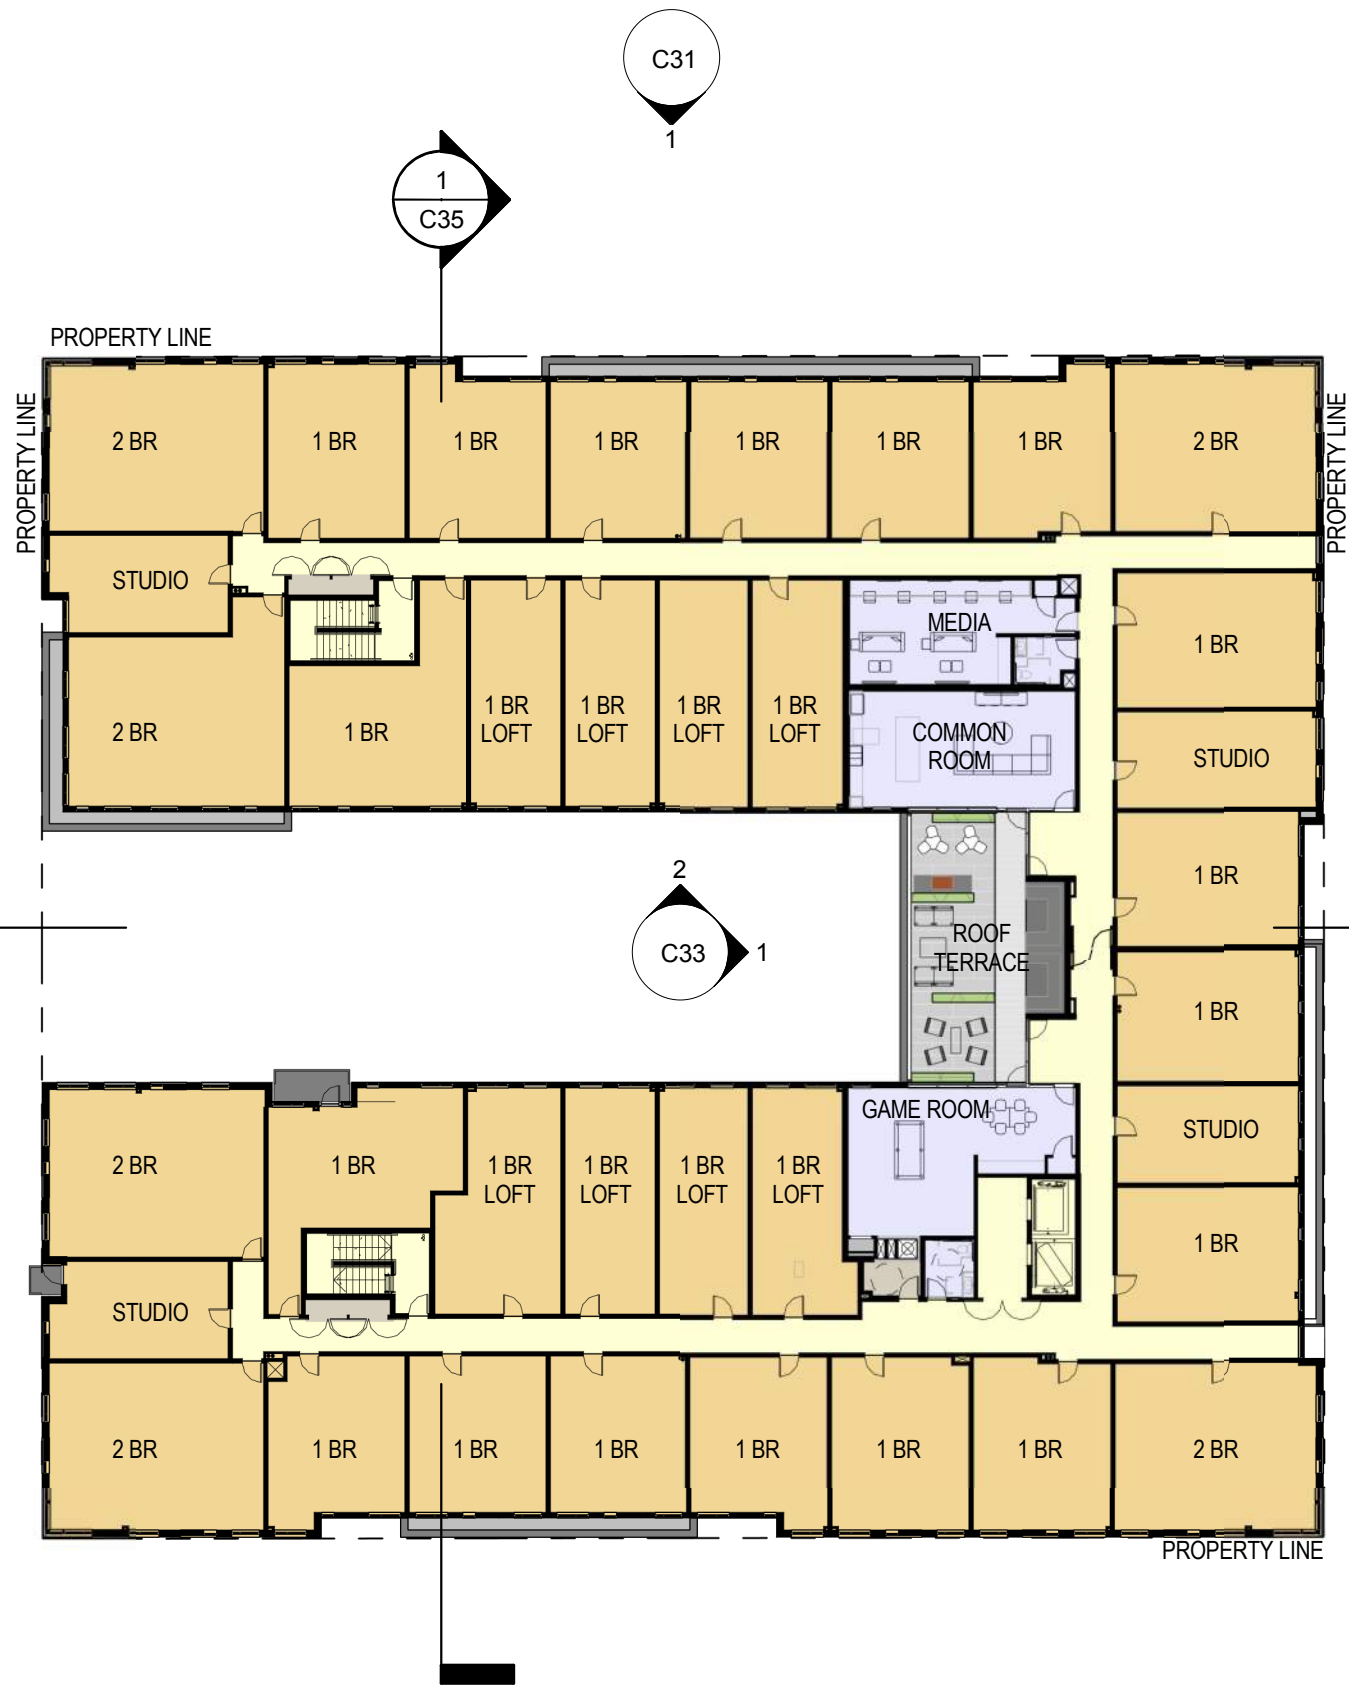 C31
1
1
C35
PROPERTY LINE
PROPERTY LINE
PROPERTY LINE
2 BR
1 BR
1 BR
1 BR
1 BR
1 BR
1 BR
2 BR
STUDIO
MEDIA
1 BR
2 BR
1 BR
1 BR
LOFT
1 BR
LOFT
1 BR
LOFT
1 BR
LOFT
COMMON
ROOM
STUDIO
2
C33
1
ROOF
TERRACE
1 BR
1 BR
GAME ROOM
STUDIO
2 BR
1 BR
1 BR
LOFT
1 BR
LOFT
1 BR
LOFT
1 BR
LOFT
1 BR
STUDIO
2 BR
1 BR
1 BR
1 BR
1 BR
1 BR
1 BR
2 BR
PROPERTY LINE